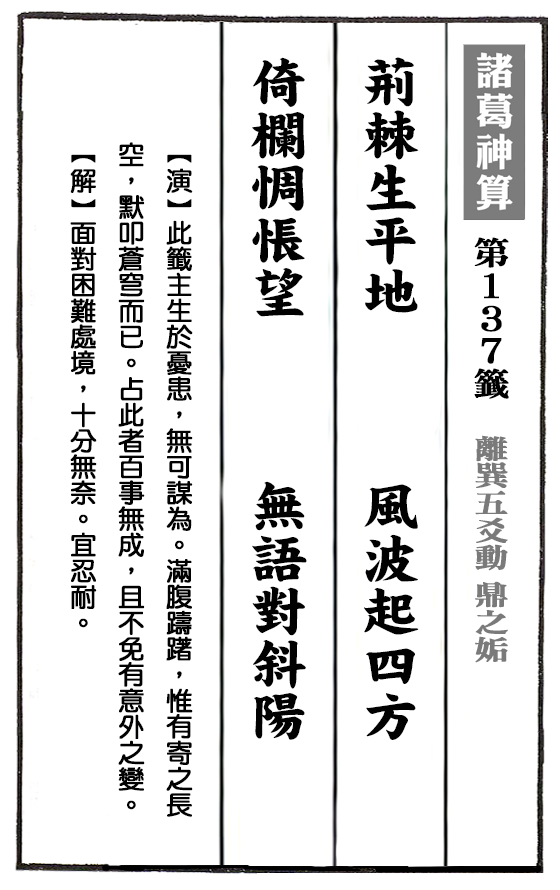 諸葛神算 第137籤 離巽五爻動 鼎之姤
荊棘生平地 風波起四方
倚欄惆悵望 無語對斜陽
【演】此籤主生於憂患，無可謀為。滿腹躊躇，惟有寄之長
空，默叩蒼穹而已。占此者百事無成，且不免有意外之變。
【解】面對困難處境，十分無奈。宜忍耐。